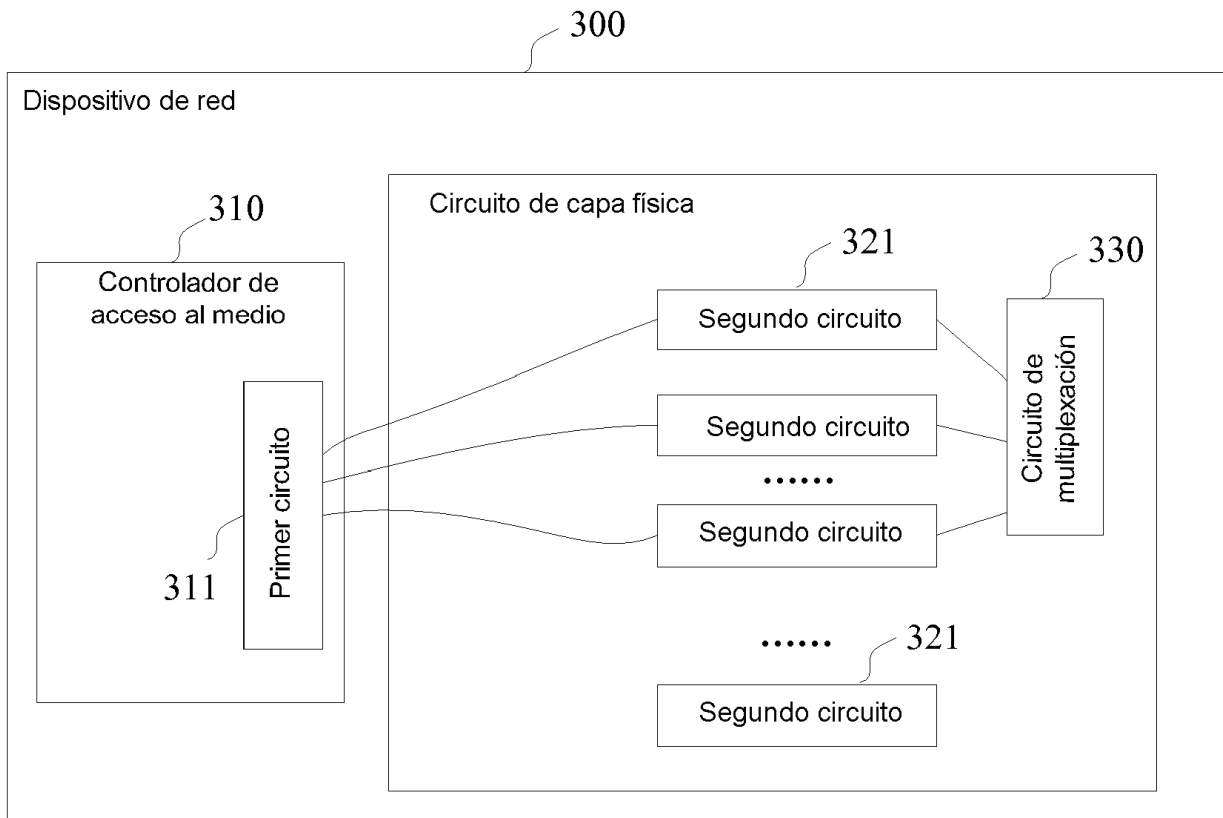 300
Dispositivo de red
310
Controlador de
acceso al medio
Primer circuito
311
Circuito de capa física
321
Segundo circuito
Segundo circuito
......
Segundo circuito
......
321
Segundo circuito
330
Circuito de
multiplexación